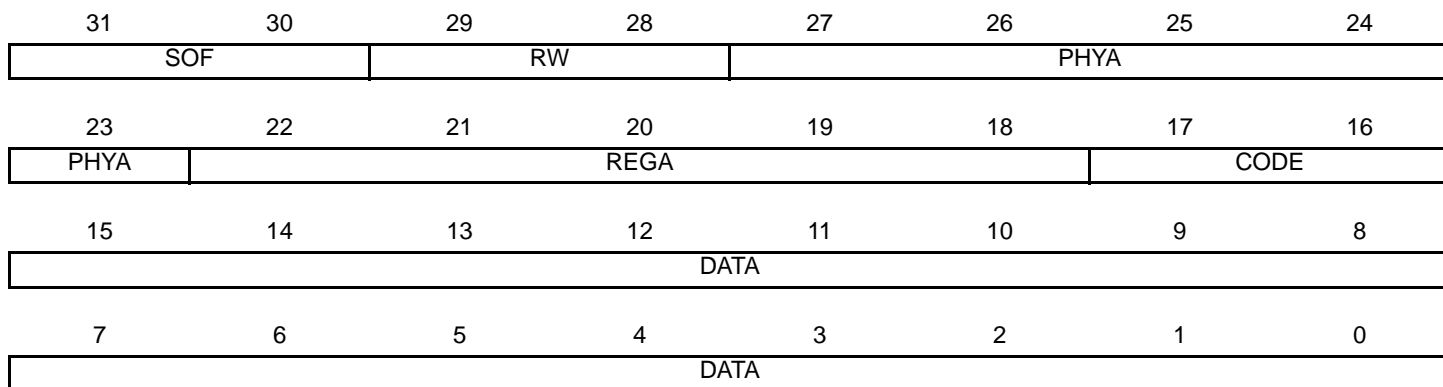 31 30 29 28 27 26 25 24
SOF RW PHYA
23 22 21 20 19 18 17 16
PHYA REGA CODE
15 14 13 12 11 10 9 8
DATA
7 6 5 4 3 2 1 0
DATA